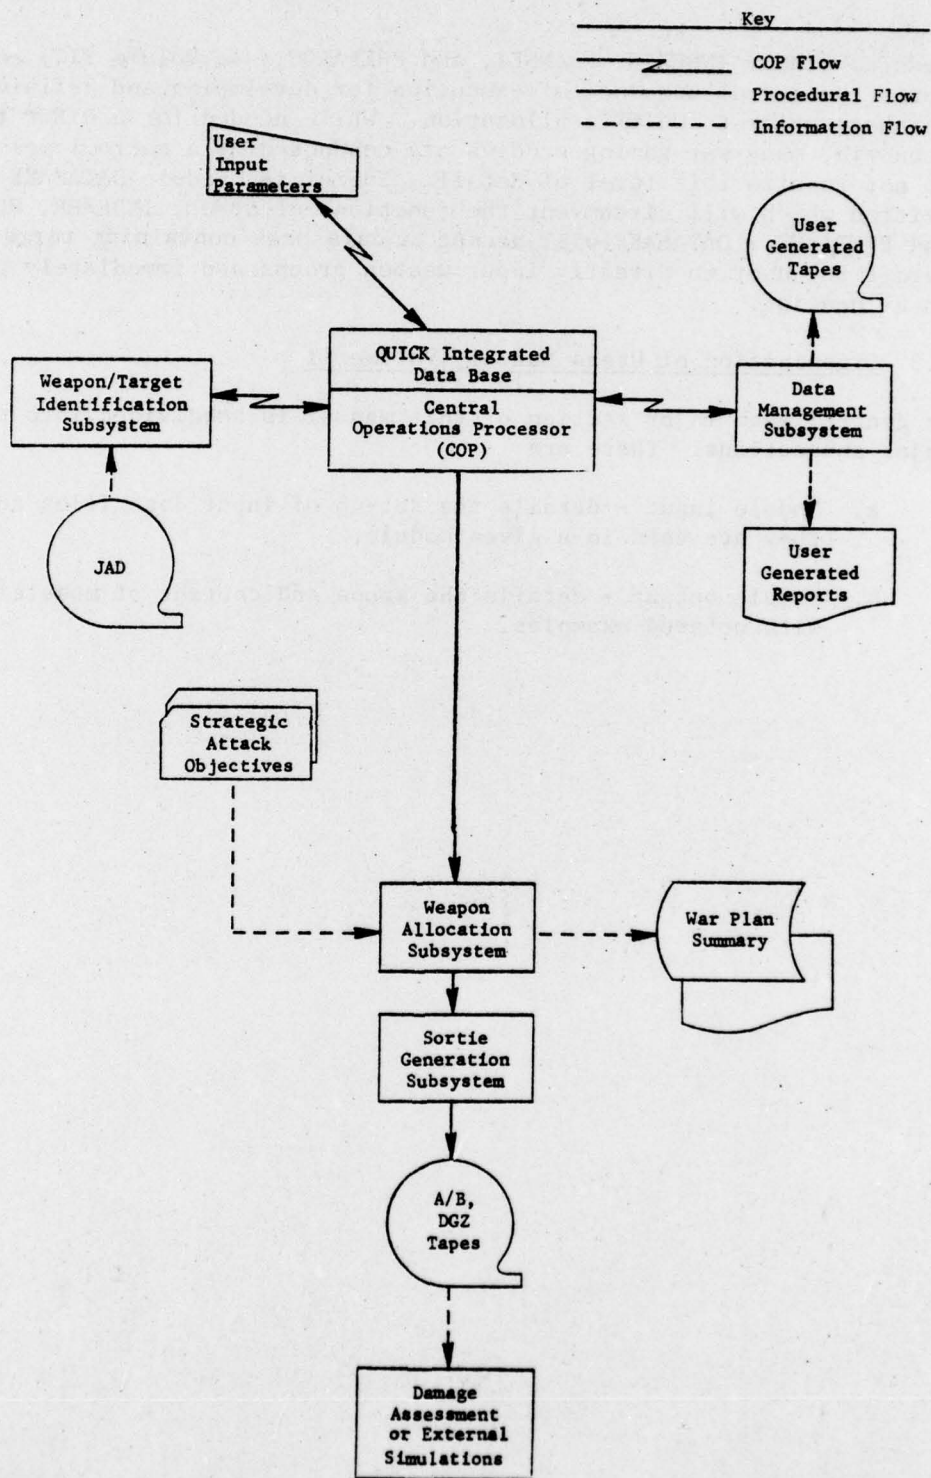 Key
COP Flow
Procedural Flow
Information Flow
User
Input
Parameters
User
Generated
Tapes
QUICK Integrated
Data Base
Central
Operations Processor
(COP)
Weapon/Target
Identification
Subsystem
Data
Management
Subsystem
JAD
User
Generated
Reports
Strategic
Attack
Objectives
Weapon
Allocation
Subsystem
War Plan
Summary
Sortie
Generation
Subsystem
A/B,
DGZ
Tapes
Damage
Assessment
or External
Simulations